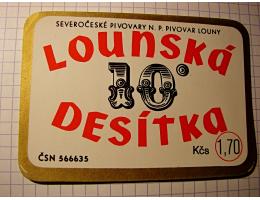 SEVEROČESKÉ PIVOVARY N. P. PIVOVAR LOUNY
LOUNSKÁ
10°
DESÍTKA
ČSN 566635
Kčs 1,70